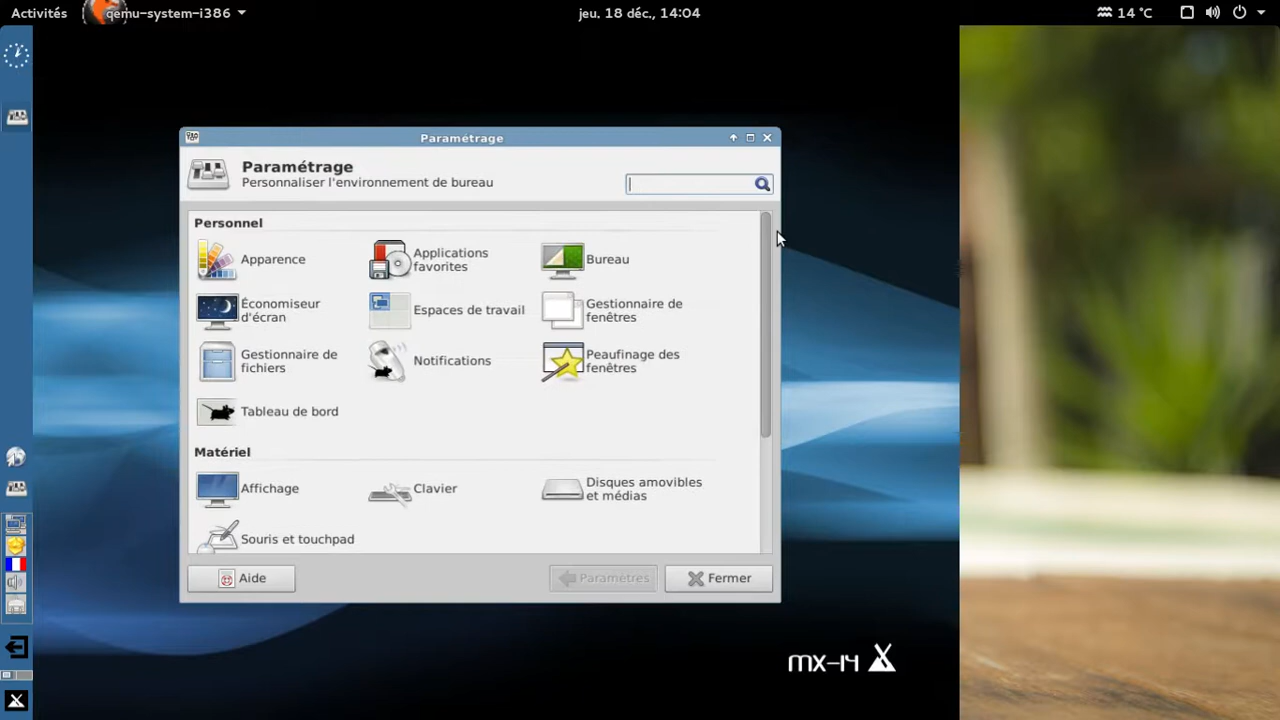 Activités qemu-system-i386 jeu. 18 déc., 14:04 14 °C
Paramétrage
Paramétrage
Personnaliser l'environnement de bureau
Personnel
Apparence
Applications
favorites
Bureau
Économiseur
d'écran
Espaces de travail
Gestionnaire de
fenêtres
Gestionnaire de
fichiers
Notifications
Peaufinage des
fenêtres
Tableau de bord
Matériel
Affichage
Clavier
Disques amovibles
et médias
Souris et touchpad
Aide Paramètres Fermer
mx-14